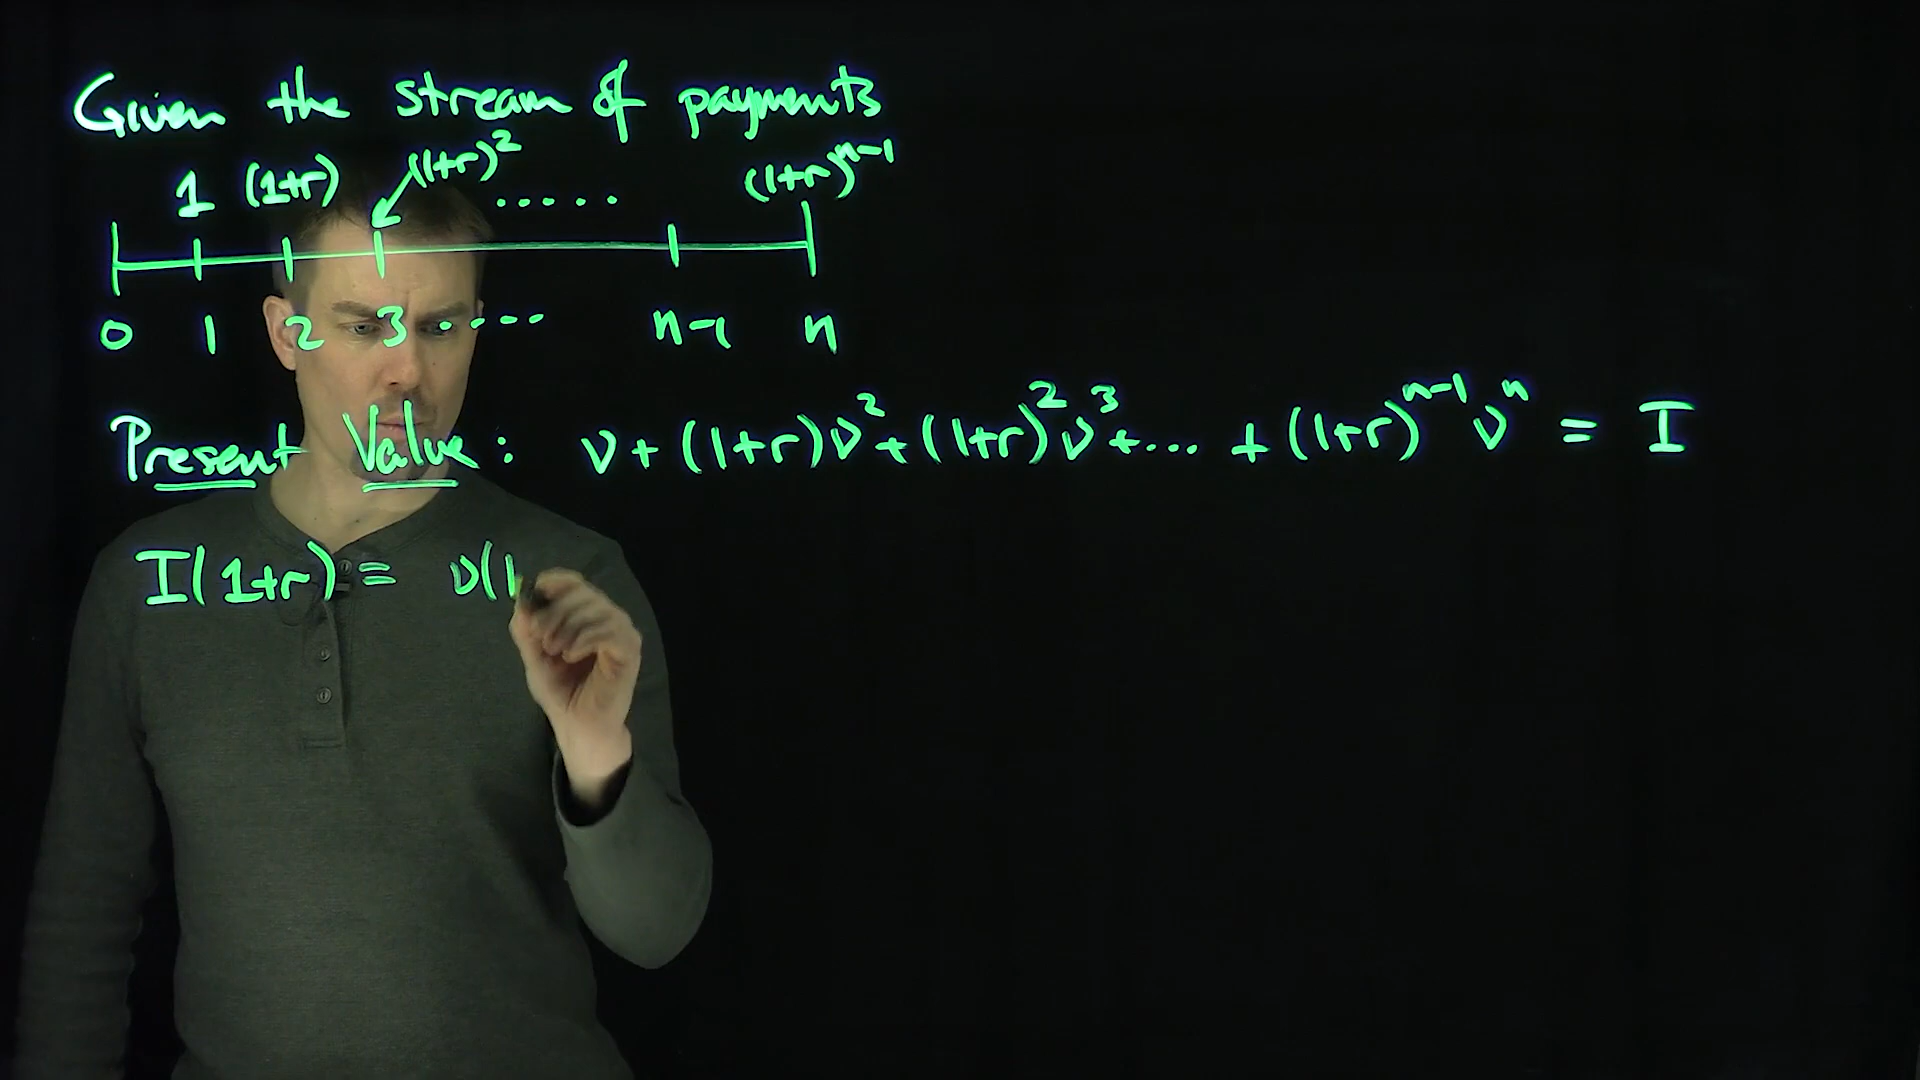 Given the stream of payments
1 (1+r) (1+r)^2 ..... (1+r)^{n-1}
0 1 2 3 ..... n-1 n
Present Value: ν + (1+r)ν^2 + (1+r)^2 ν^3 + ... + (1+r)^{n-1} ν^n = I
I(1+r) = ν(1